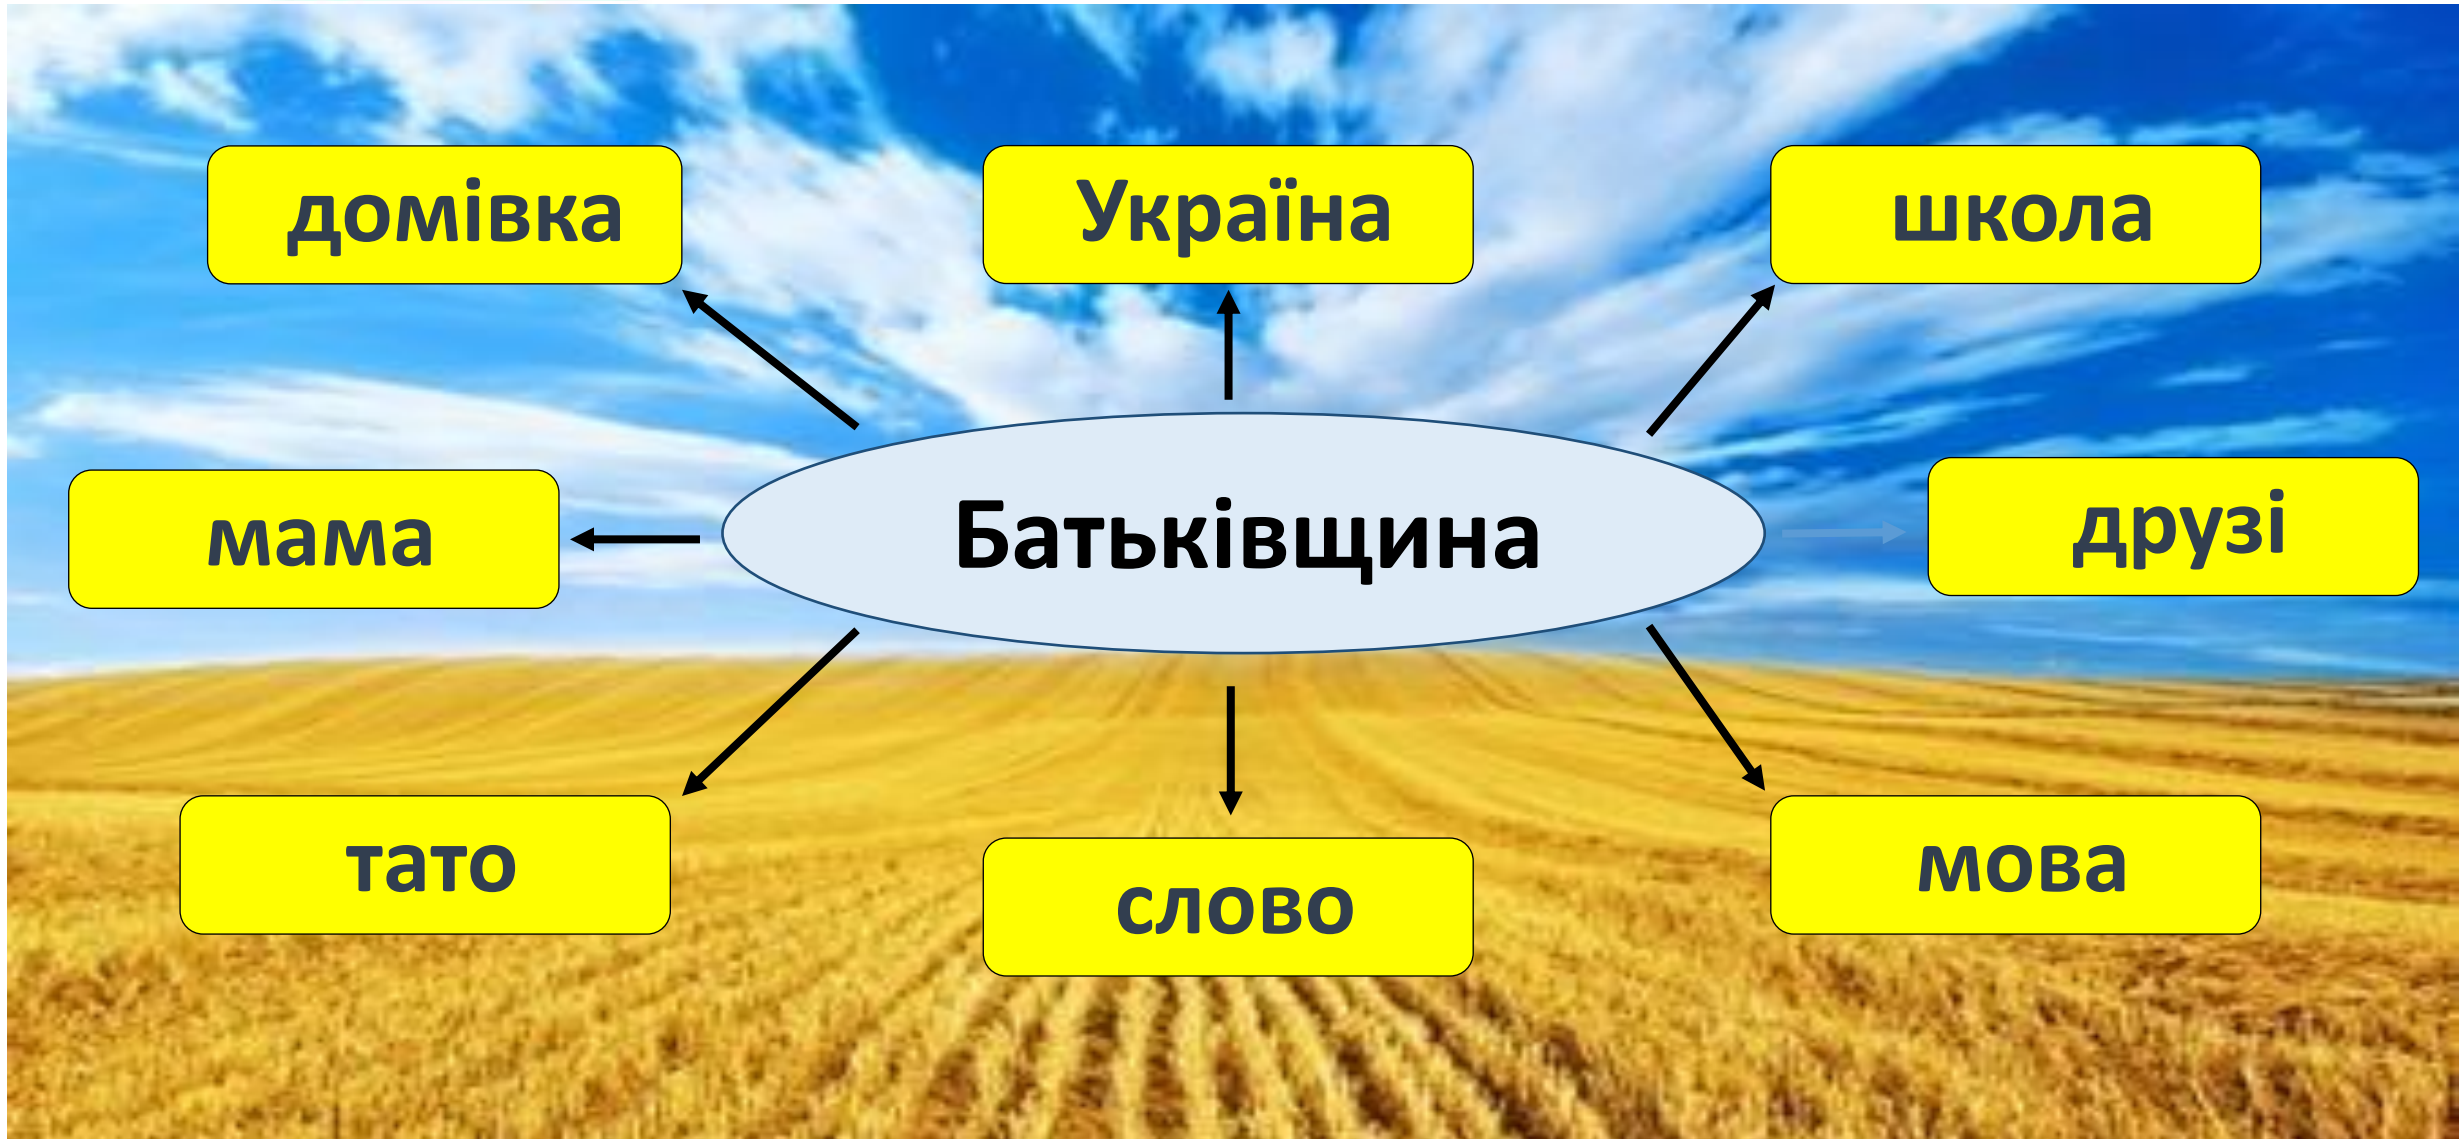 домівка
Україна
школа
мама
Батьківщина
друзі
тато
слово
мова